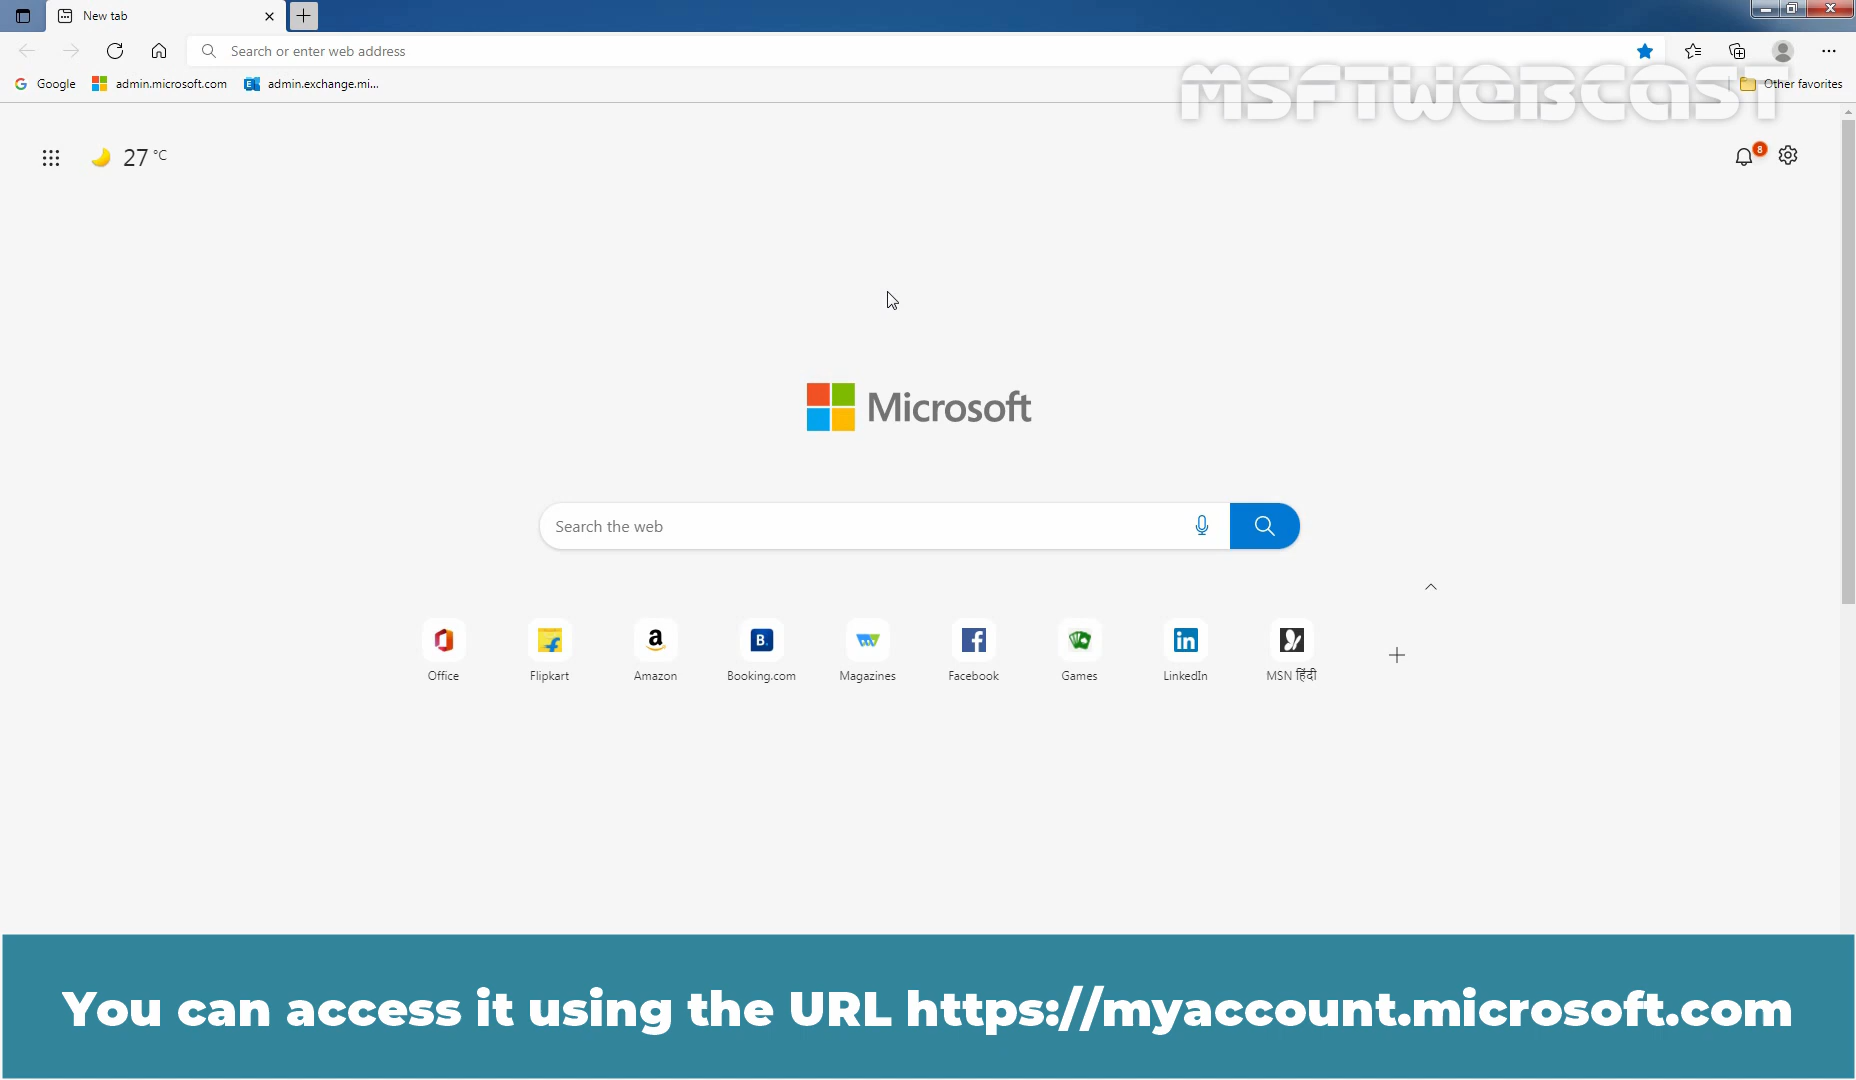 New tab
Search or enter web address
Google
admin.microsoft.com
admin.exchange.mi...
Other favorites
MSFTWEBCAST
27 °C
8
Microsoft
Search the web
Office
Flipkart
Amazon
Booking.com
Magazines
Facebook
Games
LinkedIn
MSN हिंदी
You can access it using the URL https://myaccount.microsoft.com